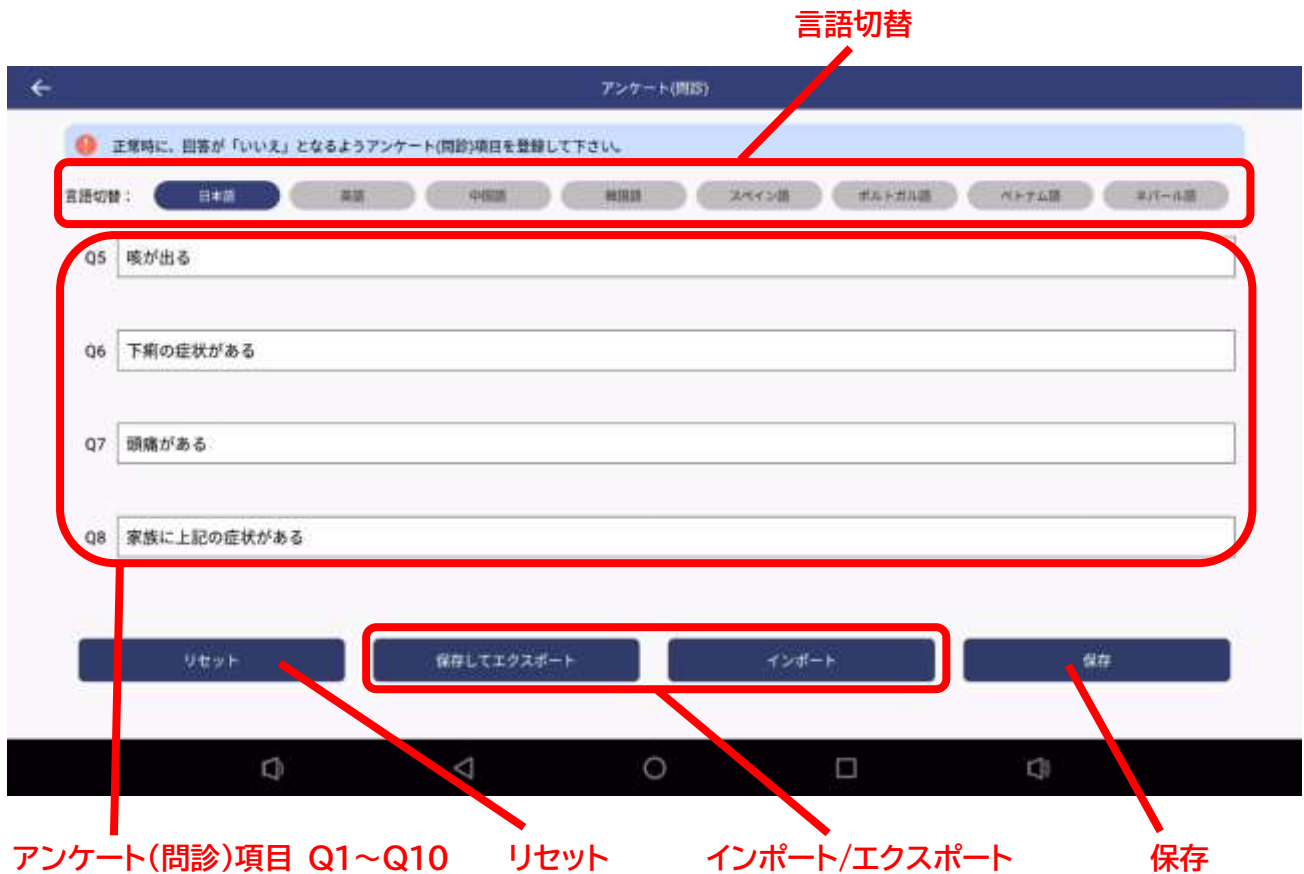 言語切替
アンケート(問診)
正常時に、回答が「いいえ」となるようアンケート(問診)項目を登録して下さい。
言語切替： 日本語 英語 中国語 韓国語 スペイン語 ポルトガル語 ベトナム語 ネパール語
Q5 咳が出る
Q6 下痢の症状がある
Q7 頭痛がある
Q8 家族に上記の症状がある
リセット 保存してエクスポート インポート 保存
アンケート(問診)項目 Q1～Q10 リセット インポート/エクスポート 保存